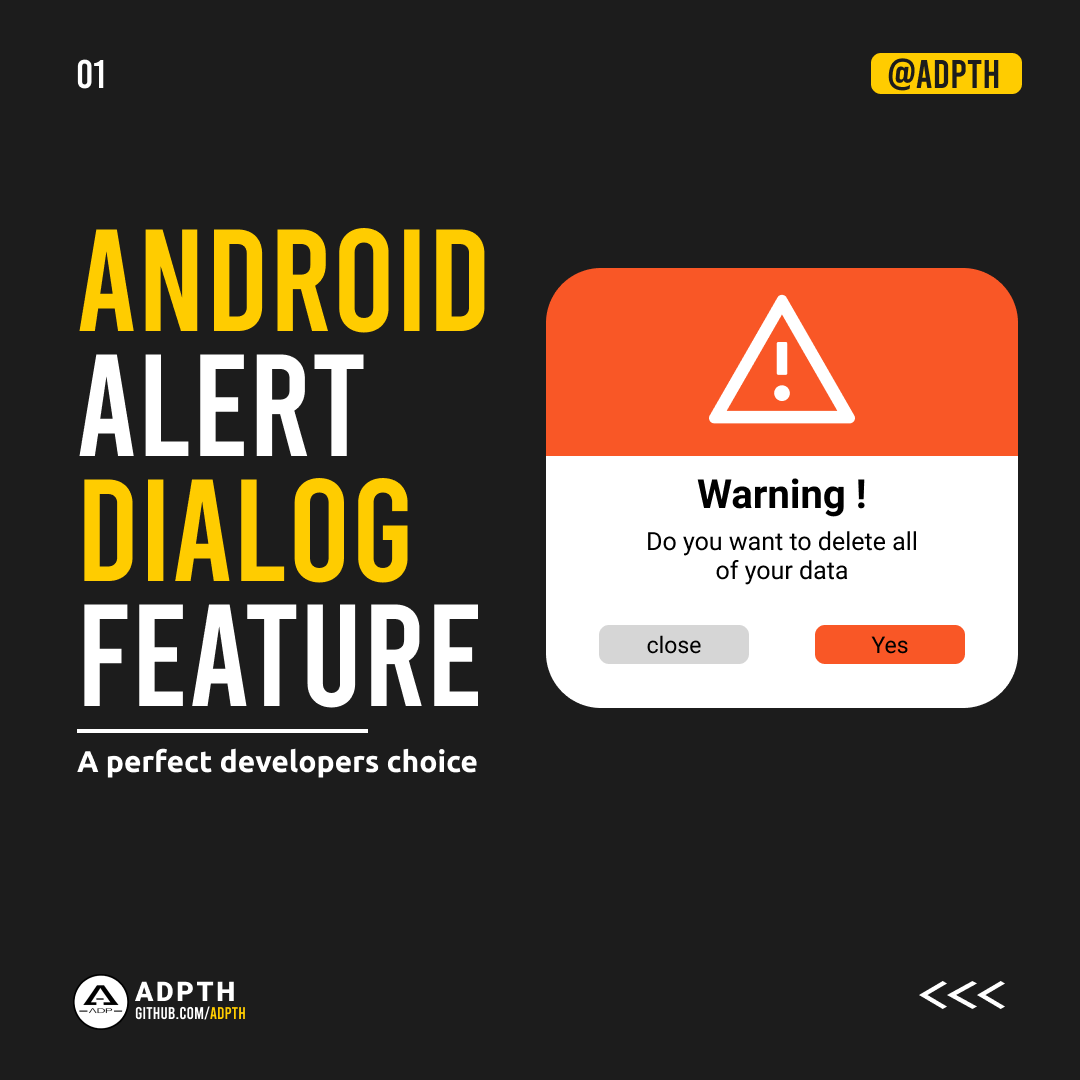 01
@ADPTH
ANDROID
ALERT
DIALOG
FEATURE
A perfect developers choice
Warning !
Do you want to delete all
of your data
close
Yes
ADP
ADPTH
GITHUB.COM/ADPTH